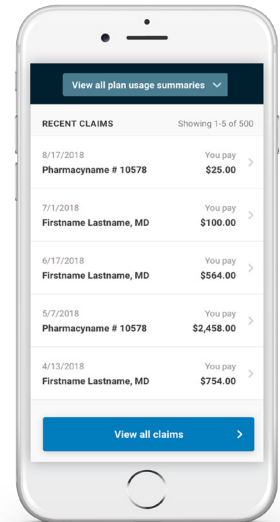 View all plan usage summaries
RECENT CLAIMS Showing 1-5 of 500
8/17/2018 You pay
Pharmacyname # 10578 $25.00
7/1/2018 You pay
Firstname Lastname, MD $100.00
6/17/2018 You pay
Firstname Lastname, MD $564.00
5/7/2018 You pay
Pharmacyname # 10578 $2,458.00
4/13/2018 You pay
Firstname Lastname, MD $754.00
View all claims